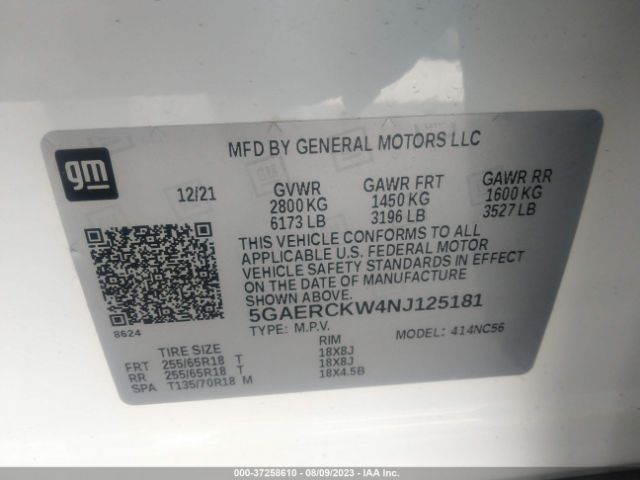 gm
MFD BY GENERAL MOTORS LLC
12/21
GVWR GAWR FRT GAWR RR
2800 KG 1450 KG 1600 KG
6173 LB 3196 LB 3527 LB
THIS VEHICLE CONFORMS TO ALL
APPLICABLE U.S. FEDERAL MOTOR
VEHICLE SAFETY STANDARDS IN EFFECT
ON THE DATE OF MANUFACTURE
SHOWN ABOVE.
8624
5GAERCKW4NJ125181
TYPE: M.P.V. MODEL: 414NC56
TIRE SIZE RIM
FRT 255/65R18 T 18X8J
RR 255/65R18 T 18X8J
SPA T135/70R18 M 18X4.5B
000-37258610 - 08/09/2023 - IAA Inc.